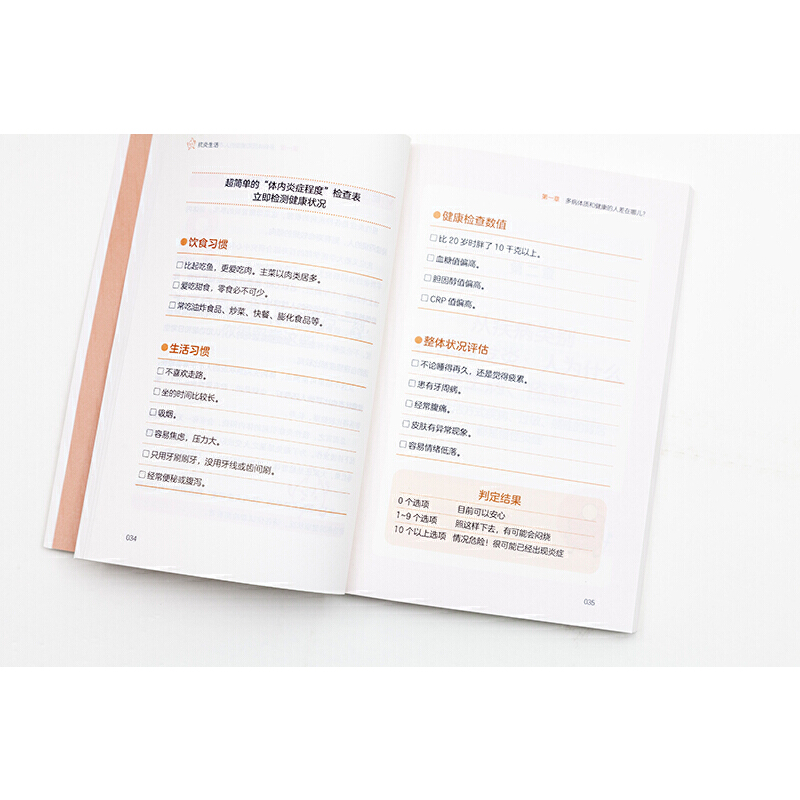 抗炎生活
超简单的“体内炎症程度”检查表
立即检测健康状况
饮食习惯
比起吃鱼，更爱吃肉。主菜以肉类居多。
爱吃甜食，零食必不可少。
常吃油炸食品、炒菜、快餐、膨化食品等。
生活习惯
不喜欢走路。
坐的时间比较长。
吸烟。
容易焦虑，压力大。
只用牙刷刷牙，没用牙线或齿间刷。
经常便秘或腹泻。
034
第一章 多病体质和健康的人差在哪儿？
健康检查数值
比 20 岁时胖了 10 千克以上。
血糖值偏高。
胆固醇值偏高。
CRP 值偏高。
整体状况评估
不论睡得再久，还是觉得疲累。
患有牙周病。
经常腹痛。
皮肤有异常现象。
容易情绪低落。
判定结果
0 个选项 目前可以安心
1~9 个选项 照这样下去，有可能会闷烧
10 个以上选项 情况危险！很可能已经出现炎症
035